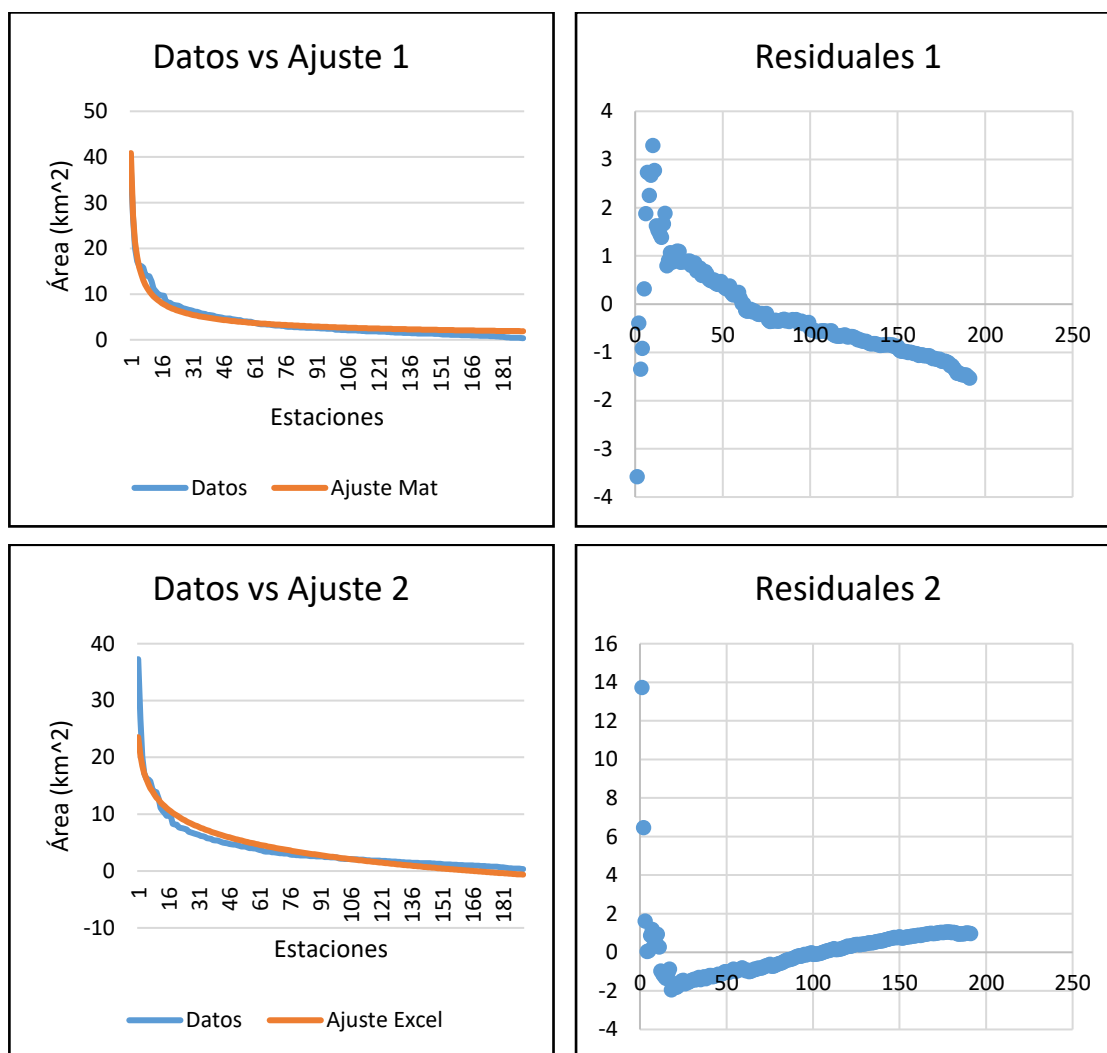 Datos vs Ajuste 1
50
40
30
20
10
0
Área (km^2)
1 16 31 46 61 76 91 106 121 136 151 166 181
Estaciones
Datos Ajuste Mat
Residuales 1
4
3
2
1
0
-1
-2
-3
-4
0 50 100 150 200 250
Datos vs Ajuste 2
40
30
20
10
0
-10
Área (km^2)
1 16 31 46 61 76 91 106 121 136 151 166 181
Estaciones
Datos Ajuste Excel
Residuales 2
16
14
12
10
8
6
4
2
0
-2
-4
0 50 100 150 200 250